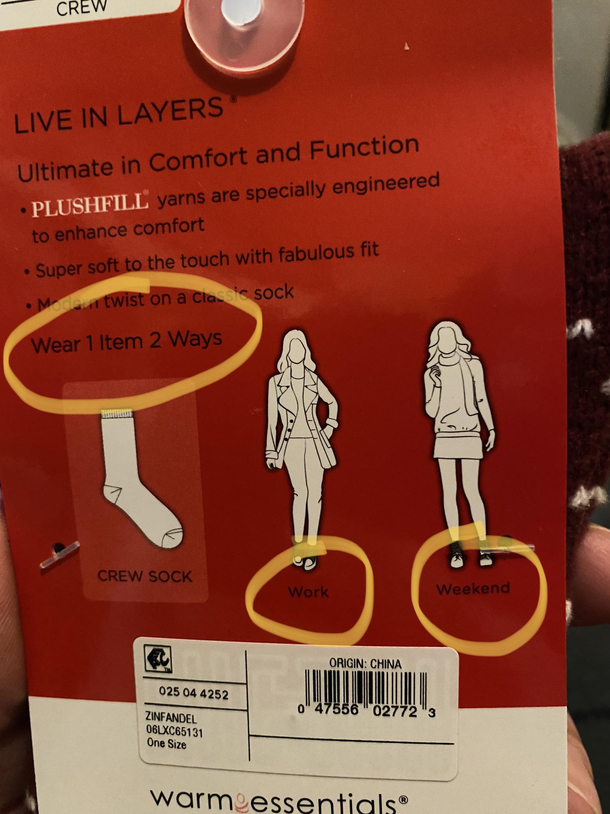 CREW
LIVE IN LAYERS®
Ultimate in Comfort and Function
• PLUSHFILL® yarns are specially engineered
to enhance comfort
• Super soft to the touch with fabulous fit
• Modern twist on a classic sock
Wear 1 Item 2 Ways
CREW SOCK
Work
Weekend
025 04 4252
ZINFANDEL
06LXC65131
One Size
ORIGIN: CHINA
0 47556 02772 3
warmessentials®